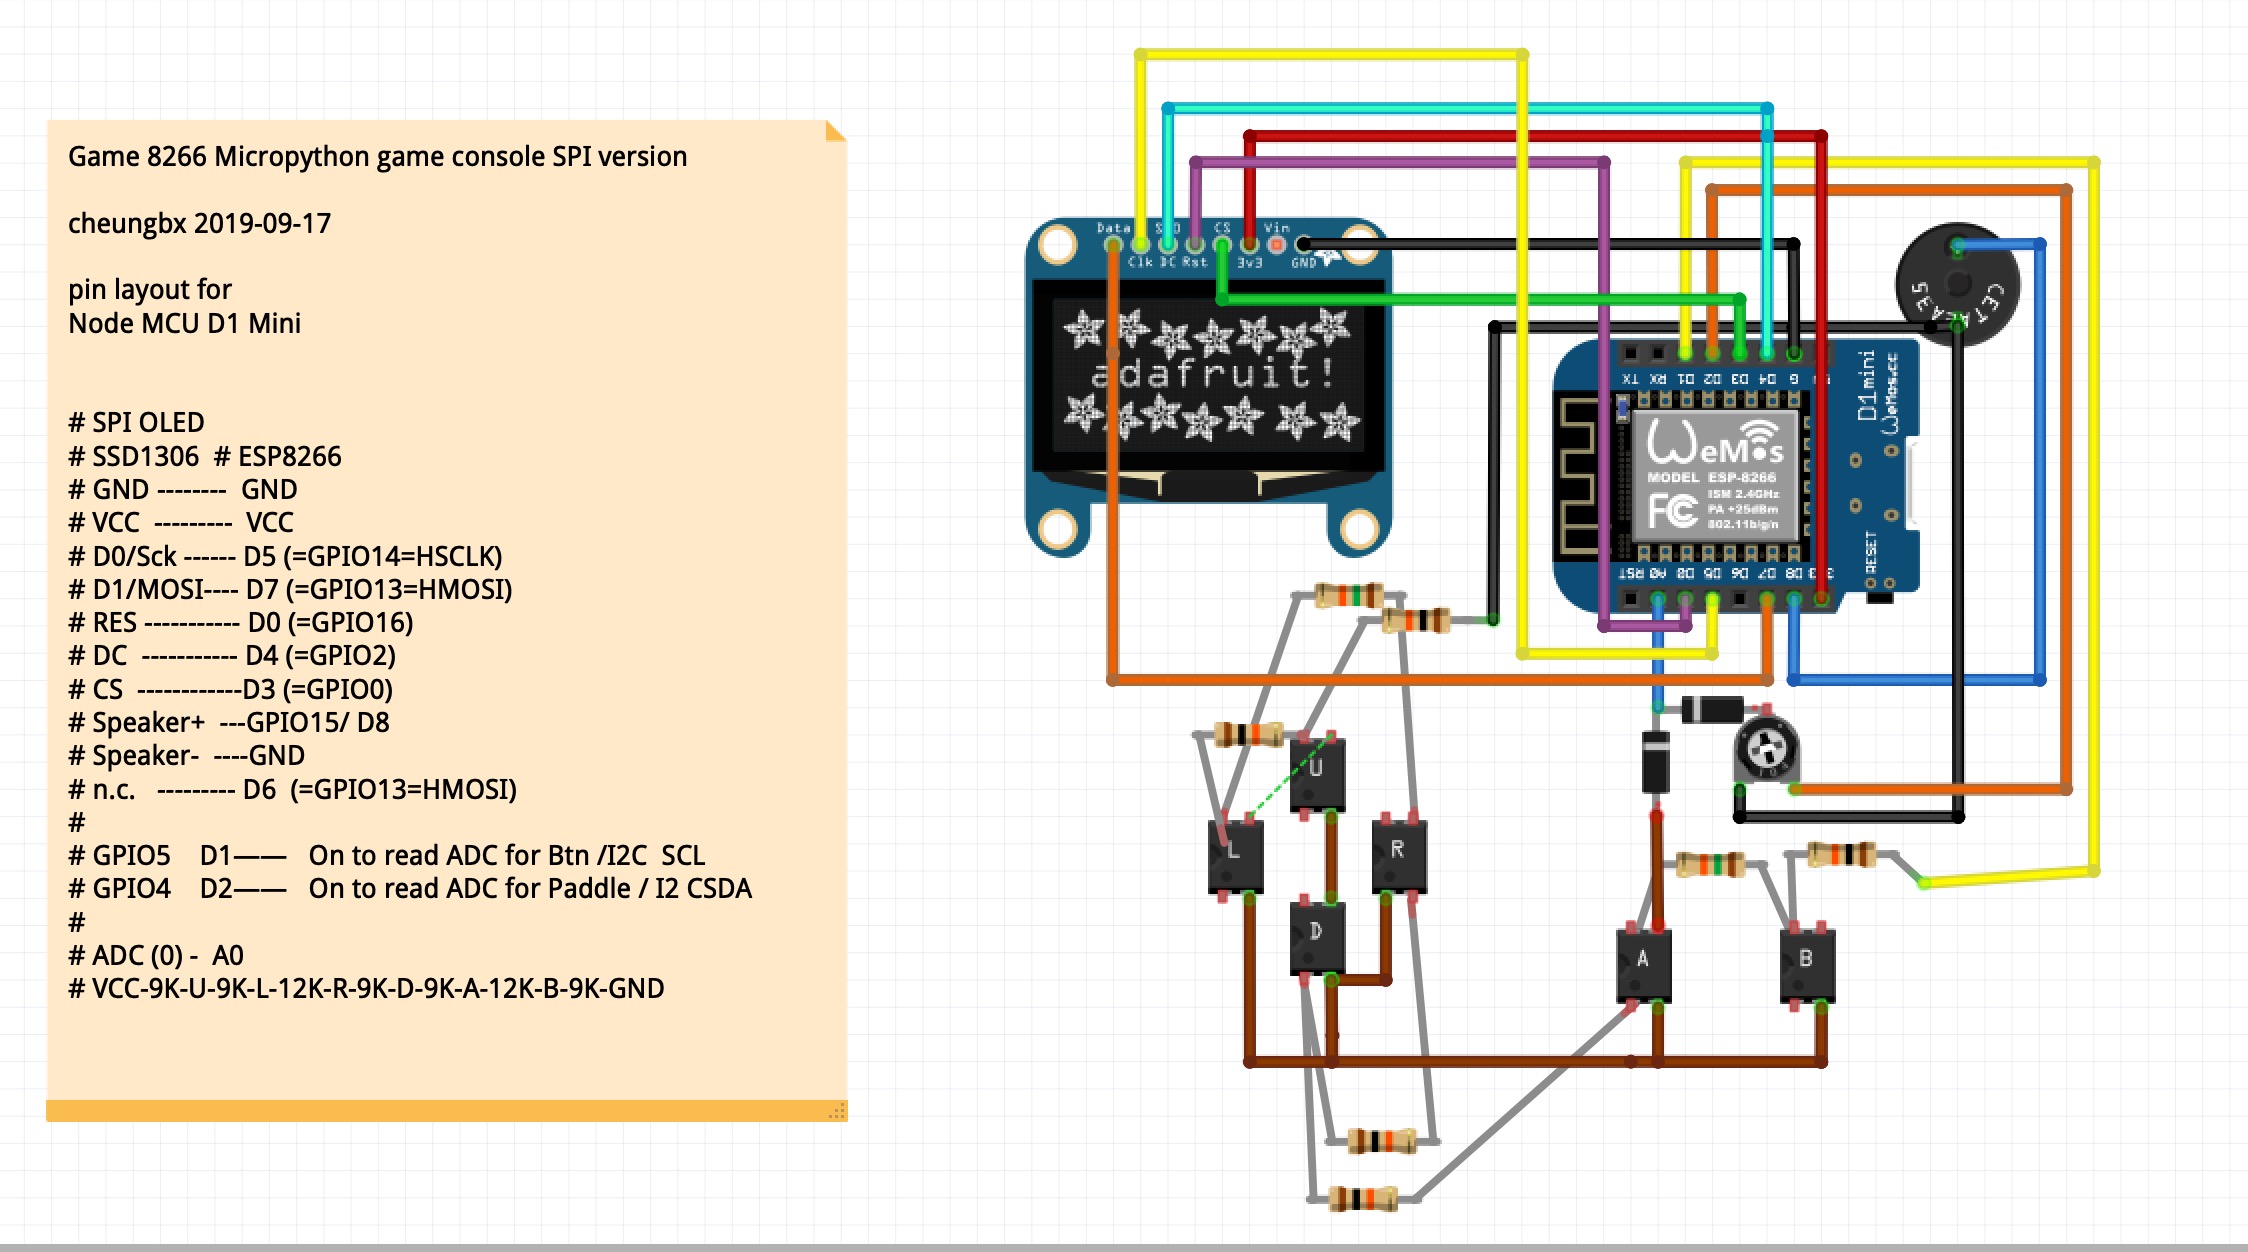 Game 8266 Micropython game console SPI version
cheungbx 2019-09-17
pin layout for
Node MCU D1 Mini
# SPI OLED
# SSD1306  # ESP8266
# GND --------  GND
# VCC  ---------  VCC
# D0/Sck ------ D5 (=GPIO14=HSCLK)
# D1/MOSI---- D7 (=GPIO13=HMOSI)
# RES ----------- D0 (=GPIO16)
# DC  ----------- D4 (=GPIO2)
# CS  ------------D3 (=GPIO0)
# Speaker+  ---GPIO15/ D8
# Speaker-  ----GND
# n.c.   --------- D6  (=GPIO13=HMOSI)
#
# GPIO5    D1——   On to read ADC for Btn /I2C  SCL
# GPIO4    D2——   On to read ADC for Paddle / I2 CSDA
#
# ADC (0) -  A0
# VCC-9K-U-9K-L-12K-R-9K-D-9K-A-12K-B-9K-GND
Data CS Vin
Clk DC Rst 3v3 GND
adafruit!
TX RX D1 D2 D3 D4 G
D1 mini
WeMos.cc
WeMos
MODEL ESP-8266
FC
ISM 2.4GHz
PA +25dBm
802.11b/g/n
RESET
RST A0 D0 D5 D6 D7 D8
U
L
R
D
A
B